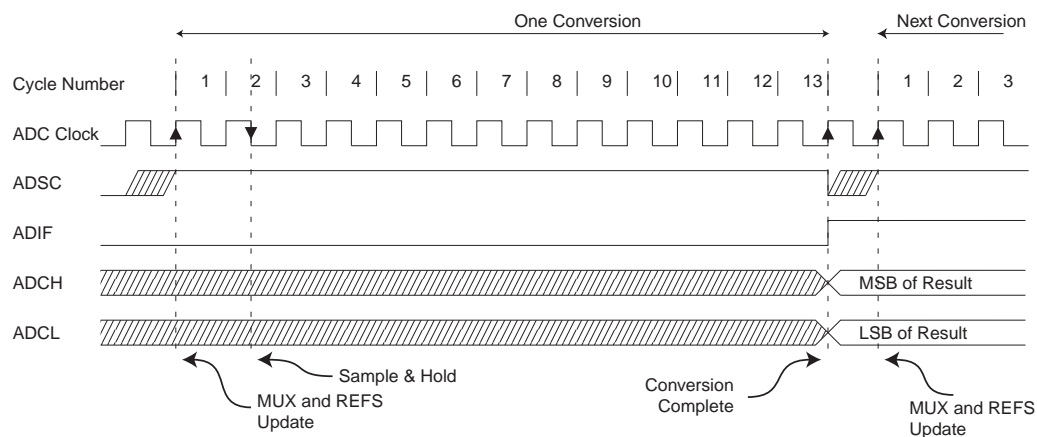 One Conversion Next Conversion
Cycle Number 1 2 3 4 5 6 7 8 9 10 11 12 13 1 2 3
ADC Clock
ADSC
ADIF
ADCH MSB of Result
ADCL LSB of Result
Sample & Hold
MUX and REFS
Update
Conversion
Complete
MUX and REFS
Update